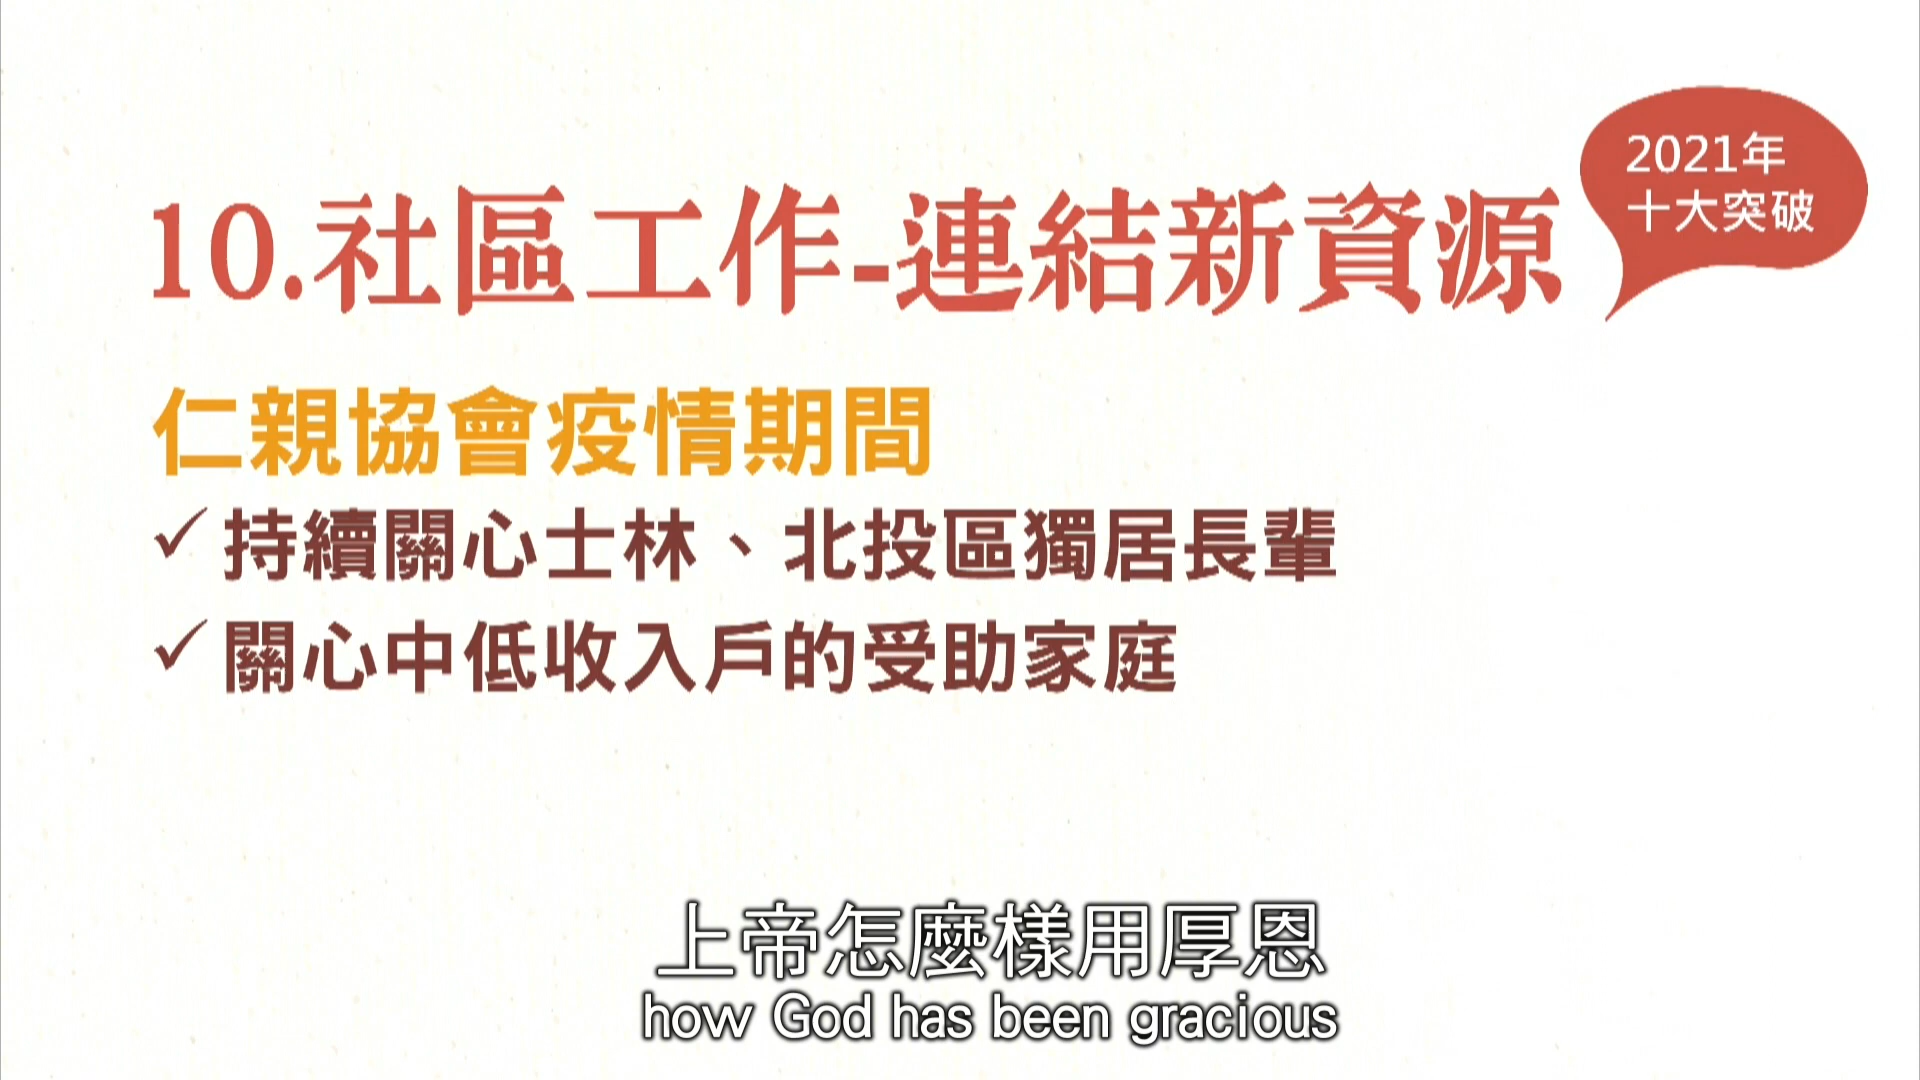 2021年
十大突破
10.社區工作-連結新資源
仁親協會疫情期間
✓持續關心士林、北投區獨居長輩
✓關心中低收入戶的受助家庭
上帝怎麼樣用厚恩
how God has been gracious